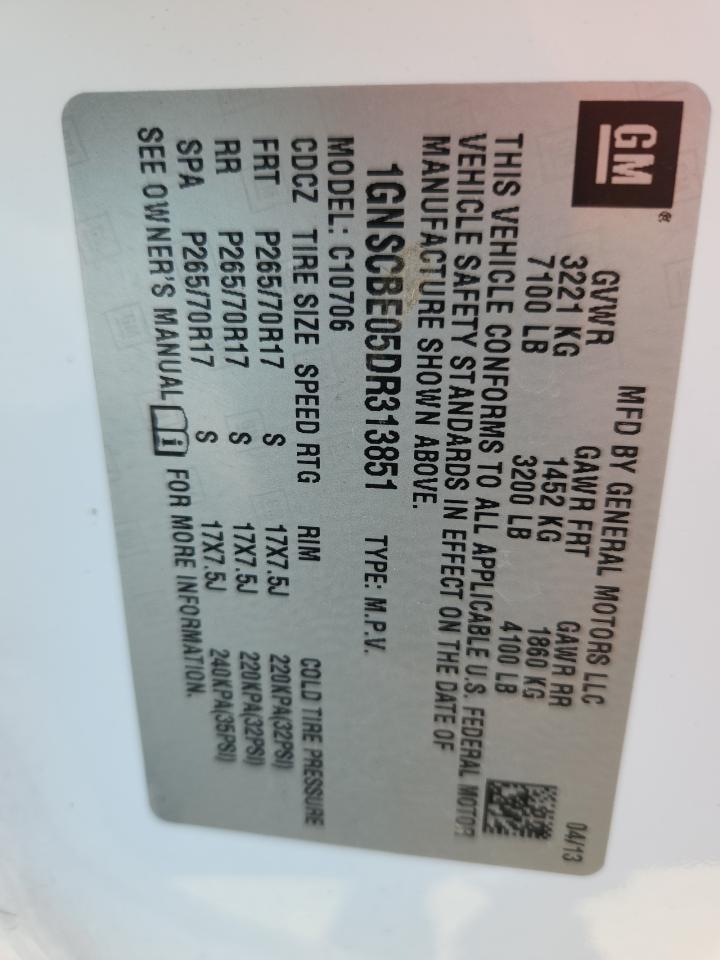 GM®
MFD BY GENERAL MOTORS LLC 04/13
GVWR GAWR FRT GAWR RR
3221 KG 1452 KG 1860 KG
7100 LB 3200 LB 4100 LB
THIS VEHICLE CONFORMS TO ALL APPLICABLE U.S. FEDERAL MOTOR
VEHICLE SAFETY STANDARDS IN EFFECT ON THE DATE OF
MANUFACTURE SHOWN ABOVE.
1GNSCBE05DR313851 TYPE: M.P.V.
MODEL: C10706
CDCZ TIRE SIZE SPEED RTG RIM COLD TIRE PRESSURE
FRT P265/70R17 S 17X7.5J 220KPA(32PSI)
RR P265/70R17 S 17X7.5J 220KPA(32PSI)
SPA P265/70R17 S 17X7.5J 240KPA(35PSI)
SEE OWNER'S MANUAL i FOR MORE INFORMATION.